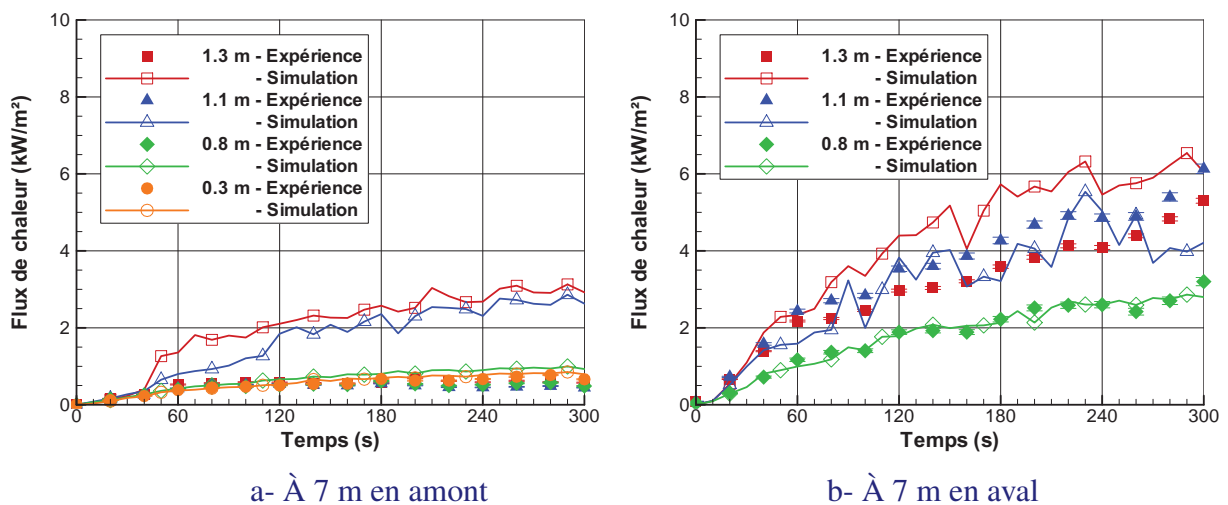 10
8
6
4
2
0
Flux de chaleur (kW/m²)
1.3 m - Expérience
- Simulation
1.1 m - Expérience
- Simulation
0.8 m - Expérience
- Simulation
0.3 m - Expérience
- Simulation
0 60 120 180 240 300
Temps (s)
a- À 7 m en amont
10
8
6
4
2
0
Flux de chaleur (kW/m²)
1.3 m - Expérience
- Simulation
1.1 m - Expérience
- Simulation
0.8 m - Expérience
- Simulation
0 60 120 180 240 300
Temps (s)
b- À 7 m en aval